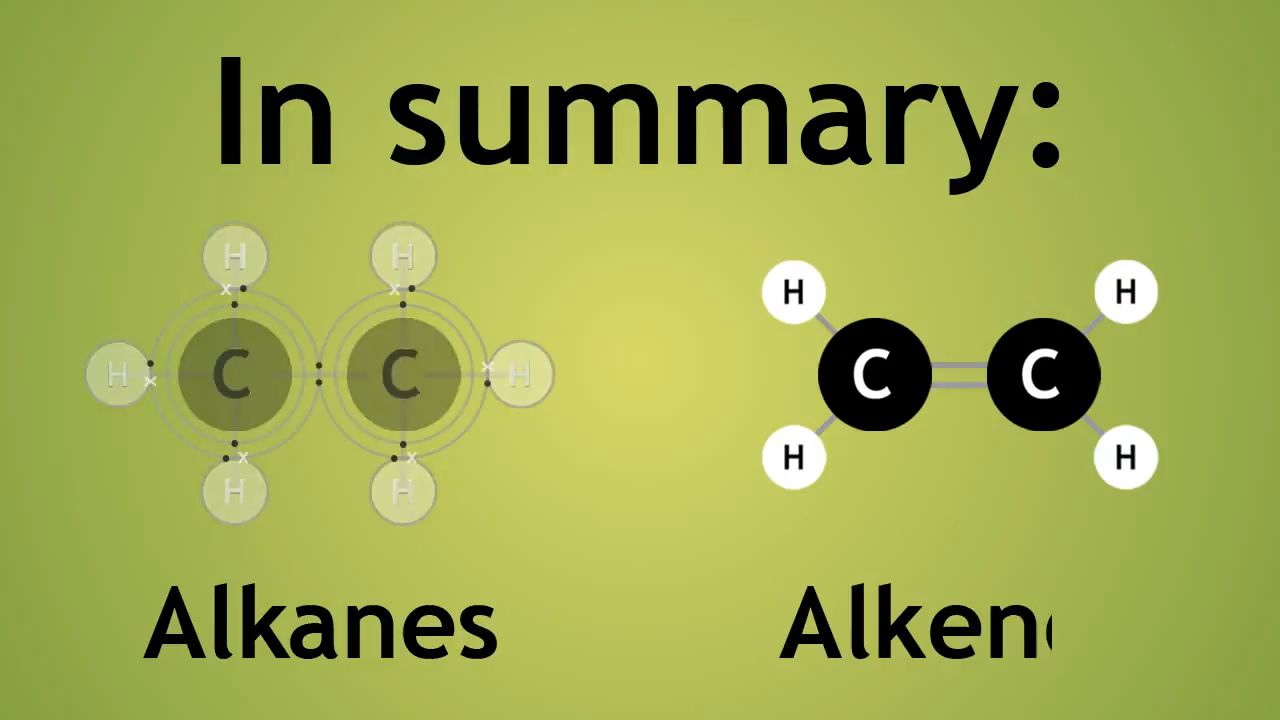 In summary:
H H
H C C H
H H
H H
C C
H H
Alkanes Alken